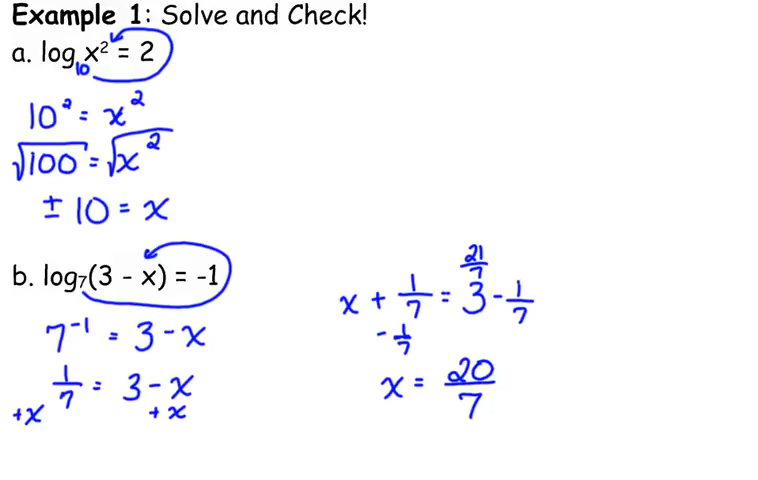 Example 1: Solve and Check!
a. log₁₀ x² = 2
10² = x²
√100 = √x²
± 10 = x
b. log₇(3 - x) = -1
7⁻¹ = 3 - x
1/7 = 3 - x
+x +x
21/7
x + 1/7 = 3 - 1/7
- 1/7
x = 20/7